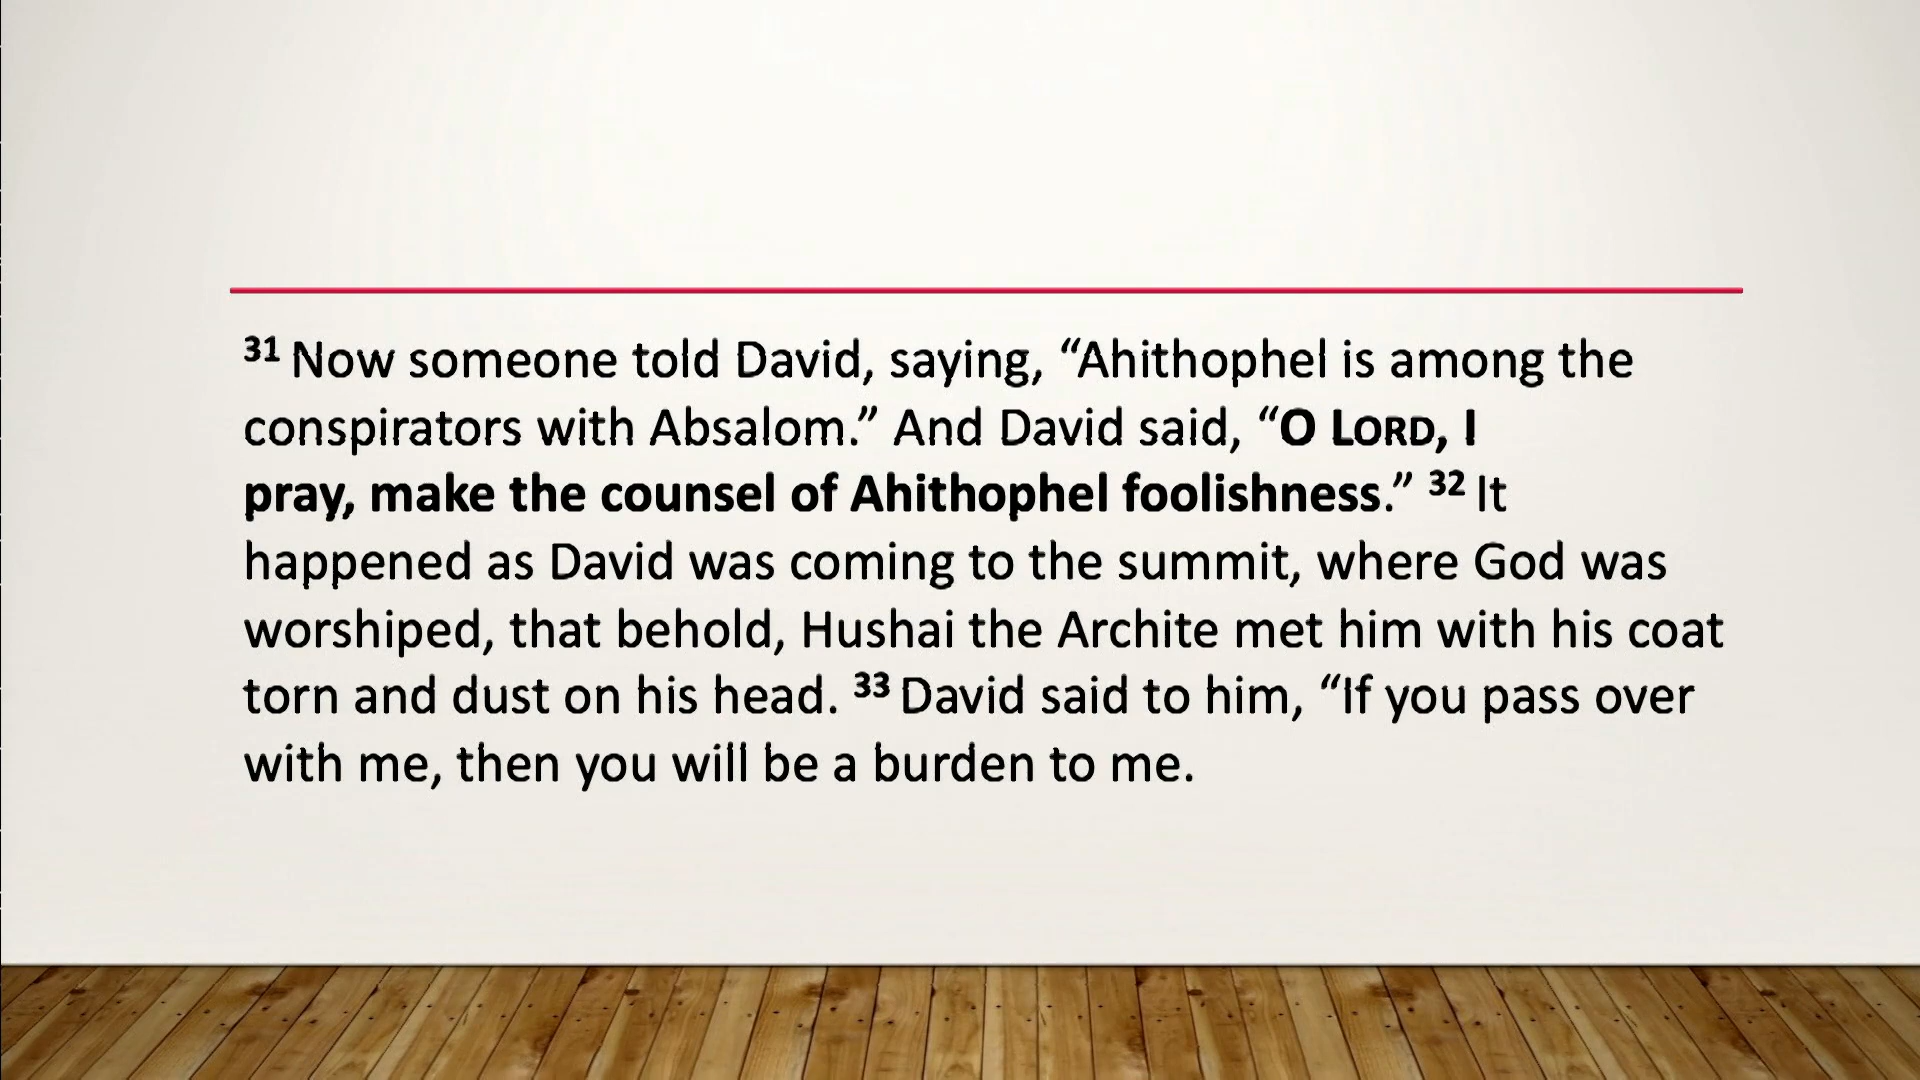 31 Now someone told David, saying, “Ahithophel is among the
conspirators with Absalom.” And David said, “O LORD, I
pray, make the counsel of Ahithophel foolishness.” 32 It
happened as David was coming to the summit, where God was
worshiped, that behold, Hushai the Archite met him with his coat
torn and dust on his head. 33 David said to him, “If you pass over
with me, then you will be a burden to me.